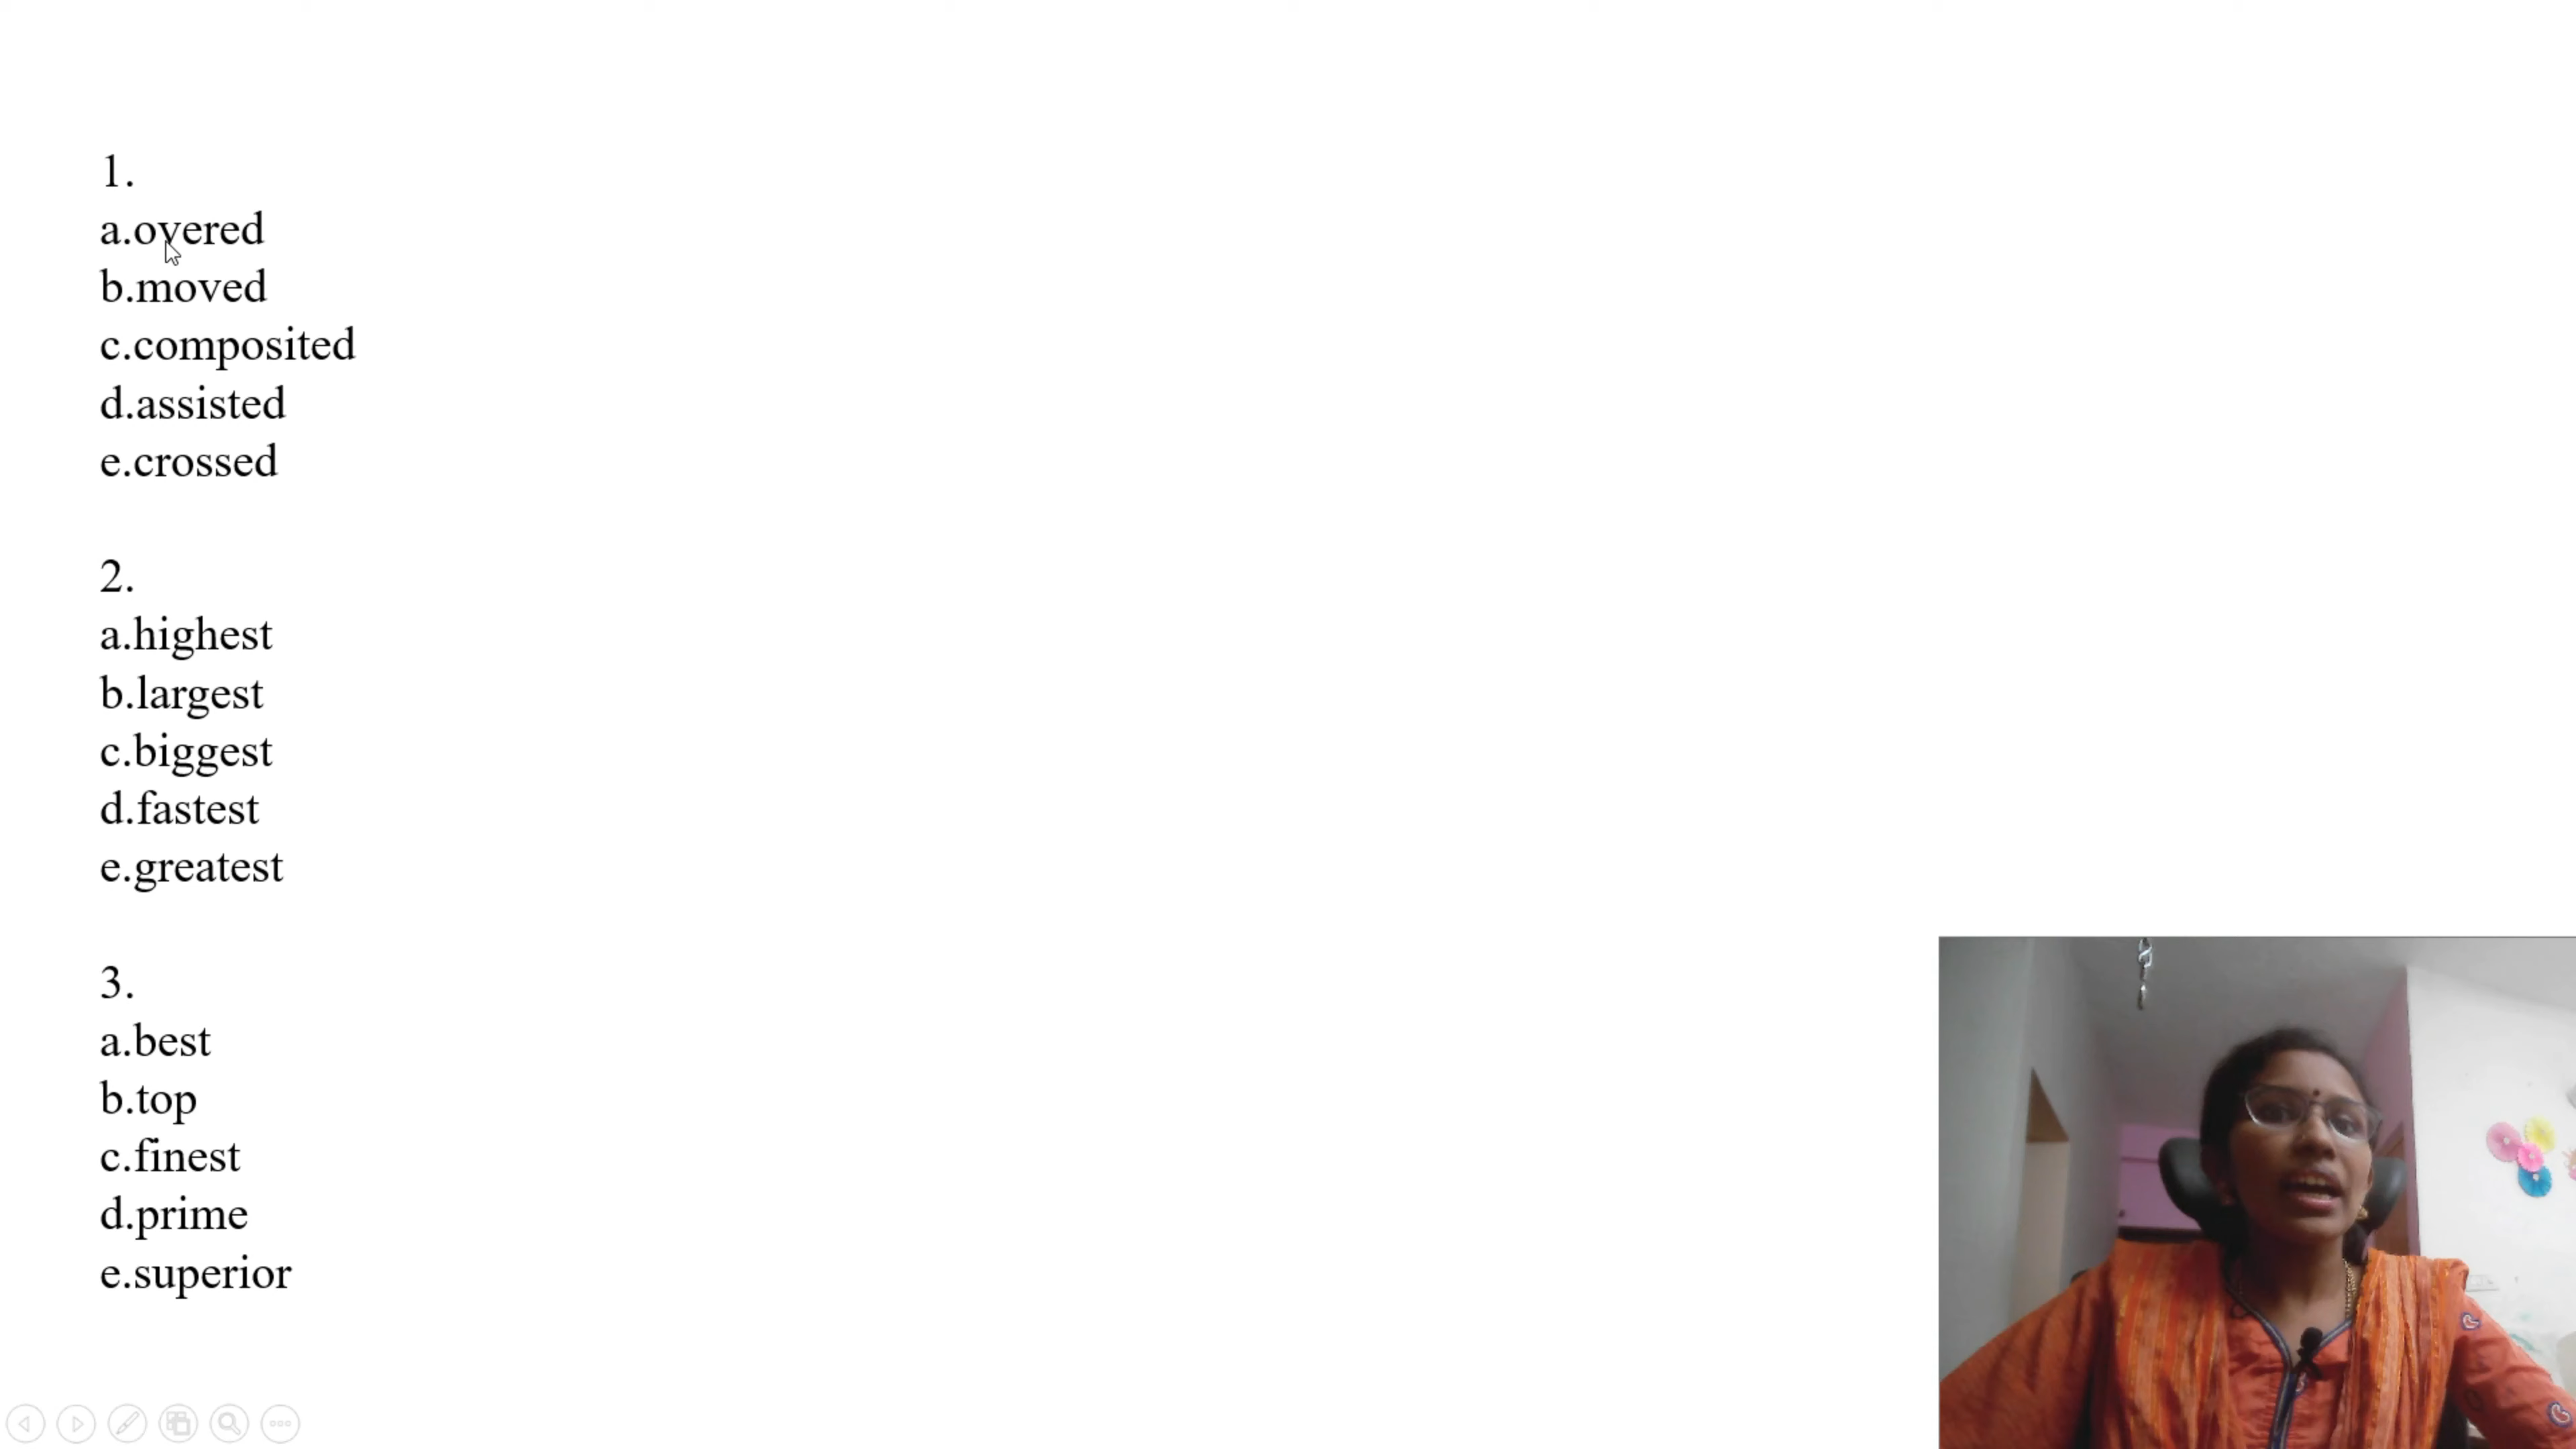 1.
a.overed
b.moved
c.composited
d.assisted
e.crossed
2.
a.highest
b.largest
c.biggest
d.fastest
e.greatest
3.
a.best
b.top
c.finest
d.prime
e.superior